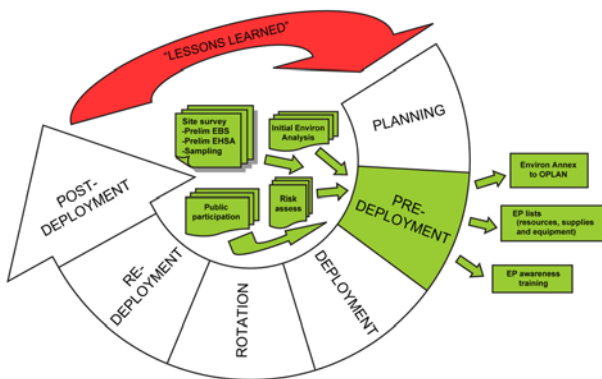 "LESSONS LEARNED"
Site survey
-Prelim EBS
-Prelim EHSA
-Sampling
Initial Environ
Analysis
Public
participation
Risk
assess
PLANNING
PRE-
DEPLOYMENT
DEPLOYMENT
ROTATION
RE-
DEPLOYMENT
POST-
DEPLOYMENT
Environ Annex
to OPLAN
EP lists
(resources, supplies
and equipment)
EP awareness
training